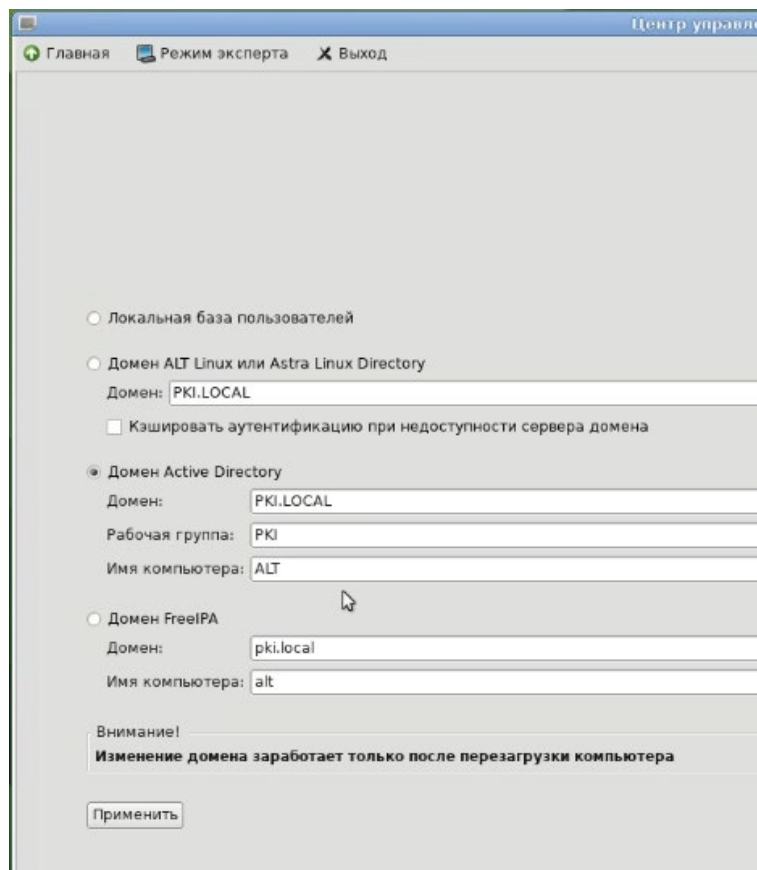 Центр управл
Главная Режим эксперта Выход
Локальная база пользователей
Домен ALT Linux или Astra Linux Directory
Домен: PKI.LOCAL
Кэшировать аутентификацию при недоступности сервера домена
Домен Active Directory
Домен: PKI.LOCAL
Рабочая группа: PKI
Имя компьютера: ALT
Домен FreeIPA
Домен: pki.local
Имя компьютера: alt
Внимание!
Изменение домена заработает только после перезагрузки компьютера
Применить